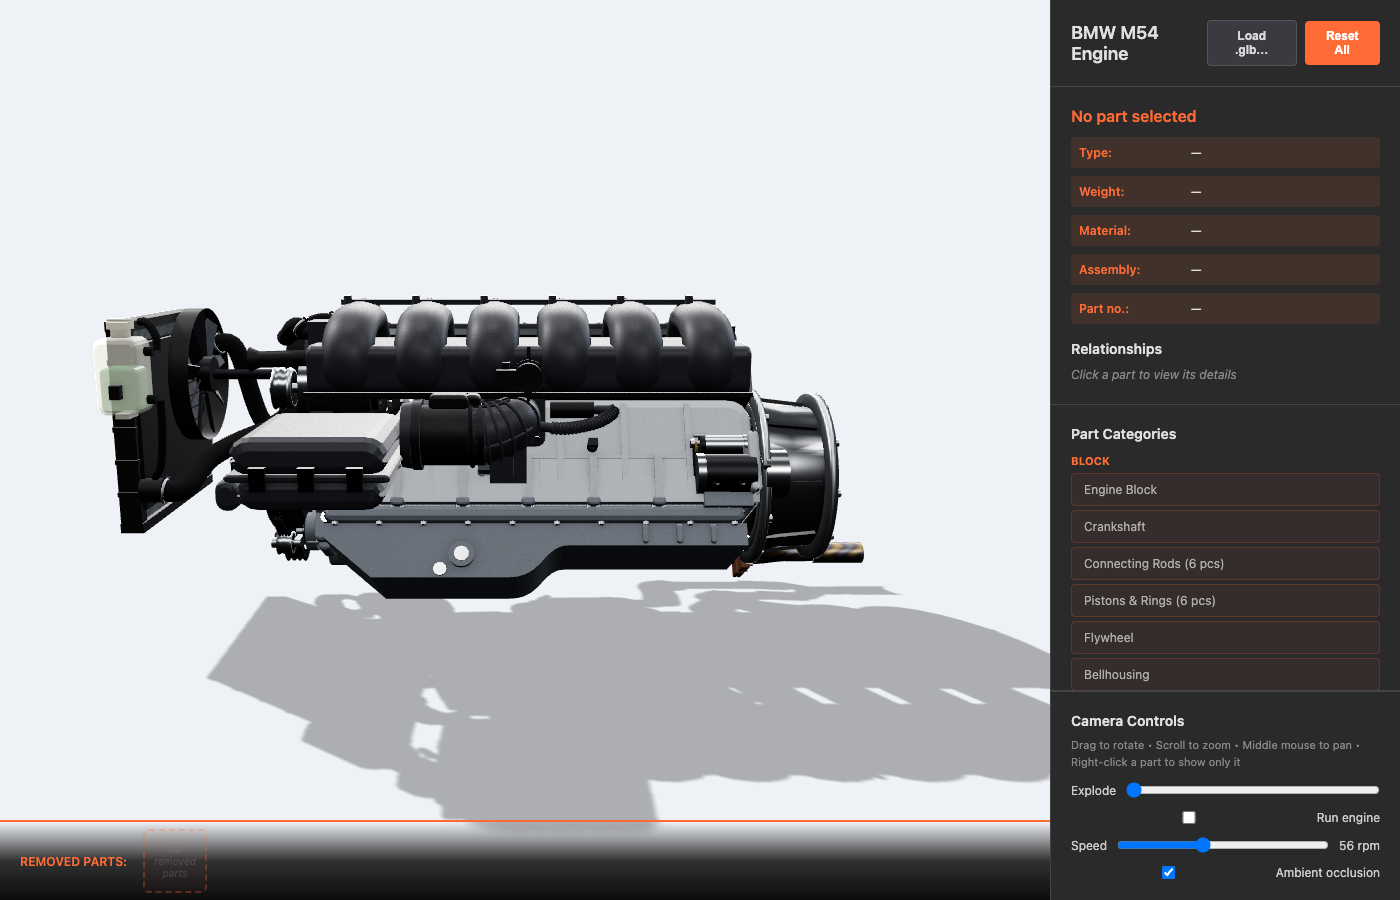 BMW M54
Engine
Load
.glb...
Reset
All
No part selected
Type: —
Weight: —
Material: —
Assembly: —
Part no.: —
Relationships
Click a part to view its details
Part Categories
BLOCK
Engine Block
Crankshaft
Connecting Rods (6 pcs)
Pistons & Rings (6 pcs)
Flywheel
Bellhousing
Camera Controls
Drag to rotate • Scroll to zoom • Middle mouse to pan •
Right-click a part to show only it
Explode
Run engine
Speed 56 rpm
Ambient occlusion
REMOVED PARTS:
No
removed
parts